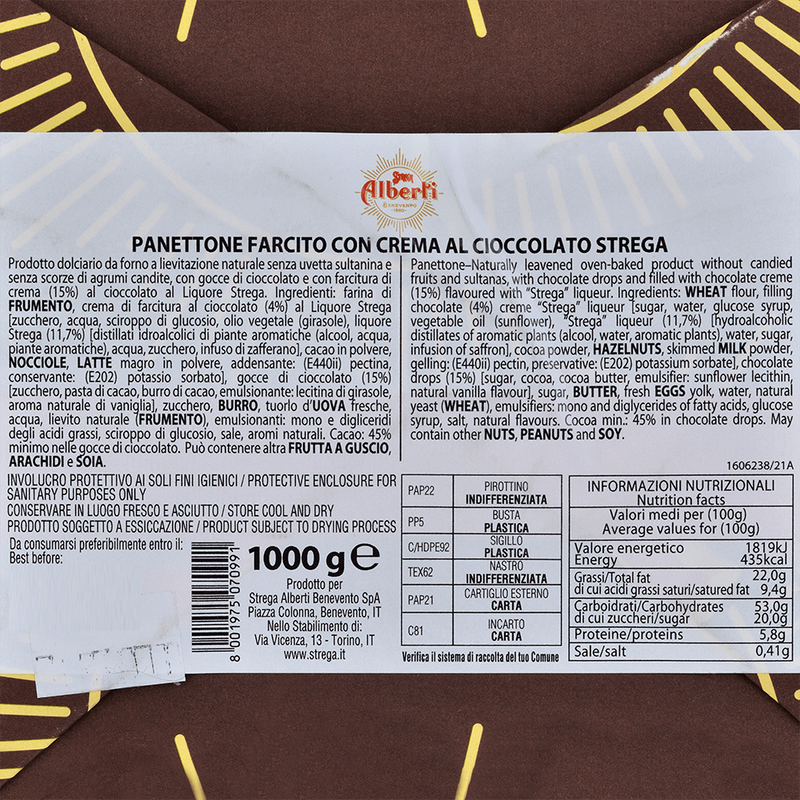 STREGA
Alberti
BENEVENTO
1860
PANETTONE FARCITO CON CREMA AL CIOCCOLATO STREGA
Prodotto dolciario da forno a lievitazione naturale senza uvetta sultanina e
senza scorze di agrumi candite, con gocce di cioccolato e con farcitura di
crema (15%) al cioccolato al Liquore Strega. Ingredienti: farina di
FRUMENTO, crema di farcitura al cioccolato (4%) al Liquore Strega
[zucchero, acqua, sciroppo di glucosio, olio vegetale (girasole), liquore
Strega (11,7%) [distillati idroalcolici di piante aromatiche (alcool, acqua,
piante aromatiche), acqua, zucchero, infuso di zafferano], cacao in polvere,
NOCCIOLE, LATTE magro in polvere, addensante: (E440ii) pectina,
conservante: (E202) potassio sorbato], gocce di cioccolato (15%)
[zucchero, pasta di cacao, burro di cacao, emulsionante: lecitina di girasole,
aroma naturale di vaniglia], zucchero, BURRO, tuorlo d'UOVA fresche,
acqua, lievito naturale (FRUMENTO), emulsionanti: mono e digliceridi
degli acidi grassi, sciroppo di glucosio, sale, aromi naturali. Cacao: 45%
minimo nelle gocce di cioccolato. Può contenere altra FRUTTA A GUSCIO,
ARACHIDI e SOIA.
Panettone–Naturally leavened oven-baked product without candied
fruits and sultanas, with chocolate drops and filled with chocolate creme
(15%) flavoured with "Strega" liqueur. Ingredients: WHEAT flour, filling
chocolate (4%) creme "Strega" liqueur [sugar, water, glucose syrup,
vegetable oil (sunflower), "Strega" liqueur (11,7%) [hydroalcoholic
distillates of aromatic plants (alcool, water, aromatic plants), water, sugar,
infusion of saffron], cocoa powder, HAZELNUTS, skimmed MILK powder,
gelling: (E440ii) pectin, preservative: (E202) potassium sorbate], chocolate
drops (15%) [sugar, cocoa, cocoa butter, emulsifier: sunflower lecithin,
natural vanilla flavour], sugar, BUTTER, fresh EGGS yolk, water, natural
yeast (WHEAT), emulsifiers: mono and diglycerides of fatty acids, glucose
syrup, salt, natural flavours. Cocoa min.: 45% in chocolate drops. May
contain other NUTS, PEANUTS and SOY.
1606238/21A
INVOLUCRO PROTETTIVO AI SOLI FINI IGIENICI / PROTECTIVE ENCLOSURE FOR
SANITARY PURPOSES ONLY
CONSERVARE IN LUOGO FRESCO E ASCIUTTO / STORE COOL AND DRY
PRODOTTO SOGGETTO A ESSICCAZIONE / PRODUCT SUBJECT TO DRYING PROCESS
Da consumarsi preferibilmente entro il:
Best before:
8 001975 070991
1000 g e
Prodotto per
Strega Alberti Benevento SpA
Piazza Colonna, Benevento, IT
Nello Stabilimento di:
Via Vicenza, 13 - Torino, IT
www.strega.it
PAP22 PIROTTINO
INDIFFERENZIATA
PP5 BUSTA
PLASTICA
C/HDPE92 SIGILLO
PLASTICA
TEX62 NASTRO
INDIFFERENZIATA
PAP21 CARTIGLIO ESTERNO
CARTA
C81 INCARTO
CARTA
Verifica il sistema di raccolta del tuo Comune
INFORMAZIONI NUTRIZIONALI
Nutrition facts
Valori medi per (100g)
Average values for (100g)
Valore energetico 1819kJ
Energy 435kcal
Grassi/Total fat 22,0g
di cui acidi grassi saturi/satured fat 9,4g
Carboidrati/Carbohydrates 53,0g
di cui zuccheri/sugar 20,0g
Proteine/proteins 5,8g
Sale/salt 0,41g